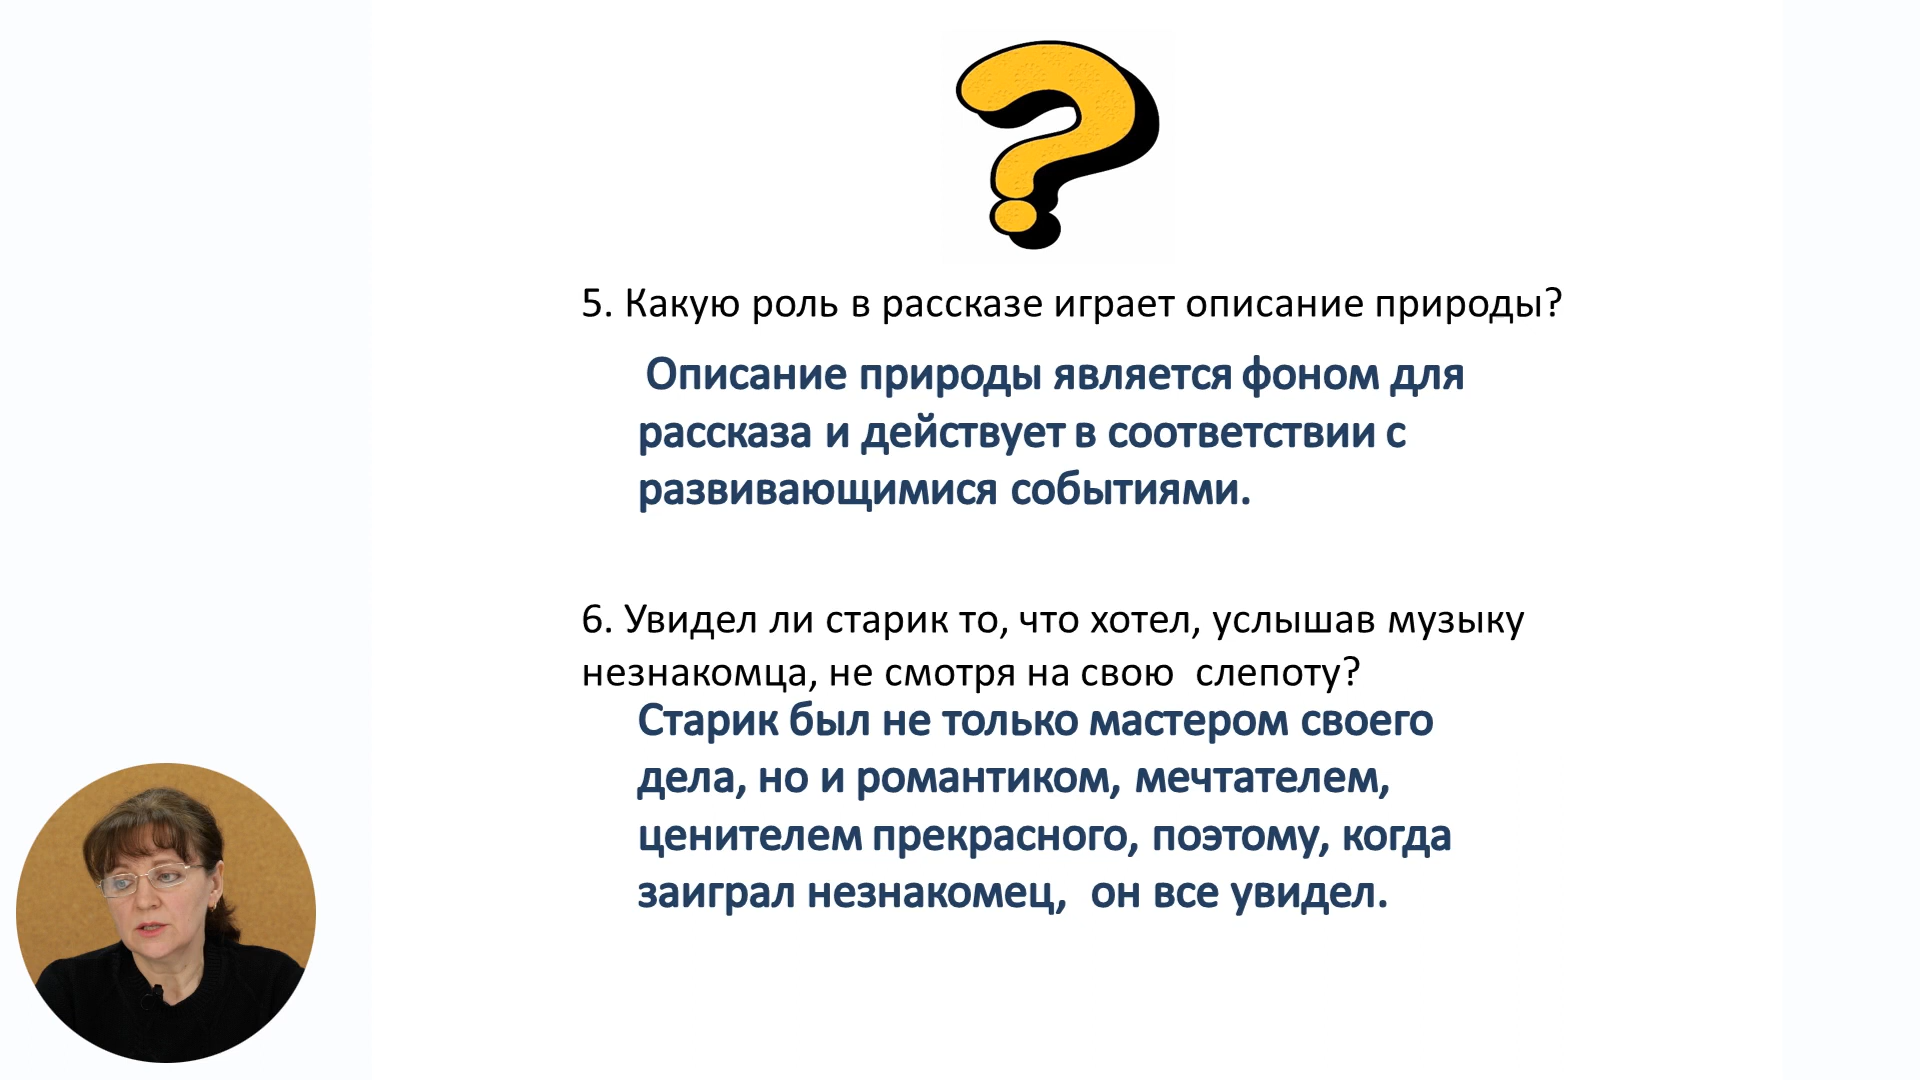 5. Какую роль в рассказе играет описание природы?
Описание природы является фоном для
рассказа и действует в соответствии с
развивающимися событиями.
6. Увидел ли старик то, что хотел, услышав музыку
незнакомца, не смотря на свою  слепоту?
Старик был не только мастером своего
дела, но и романтиком, мечтателем,
ценителем прекрасного, поэтому, когда
заиграл незнакомец,  он все увидел.